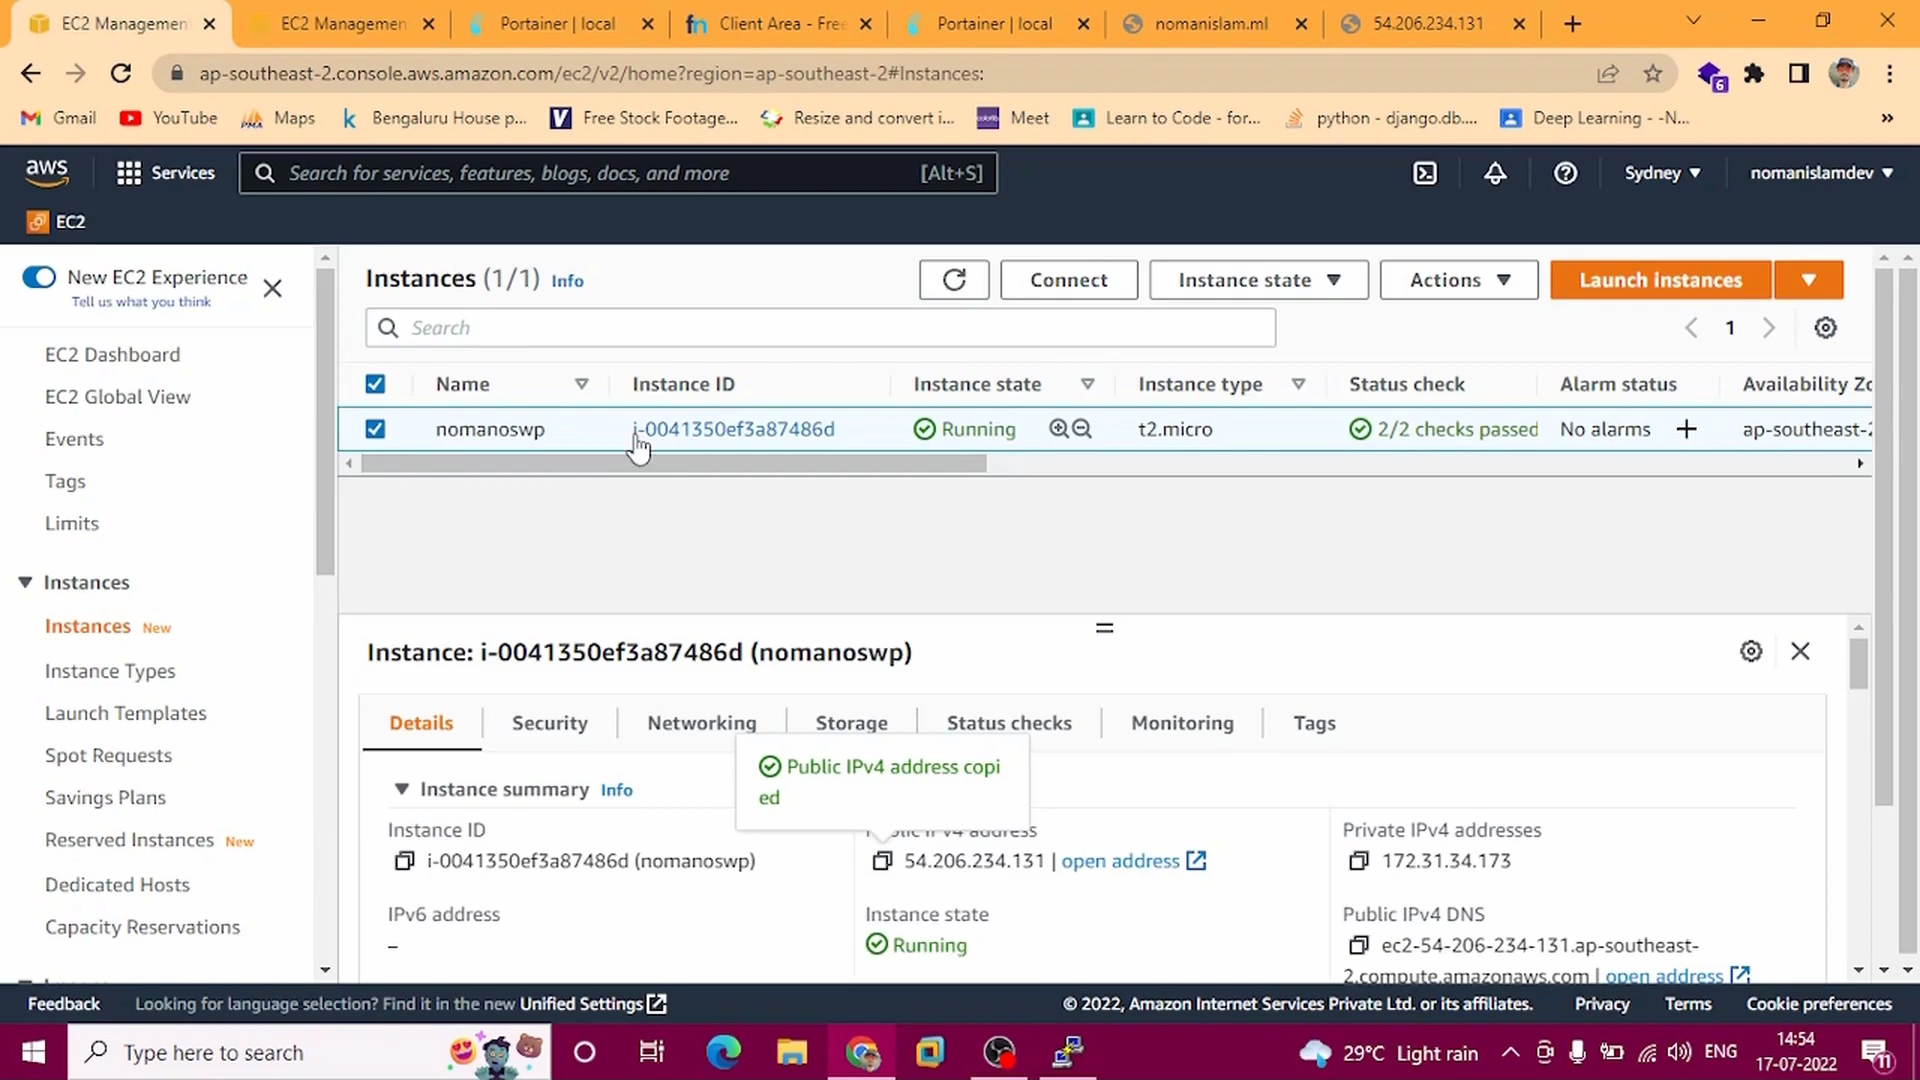 EC2 Management
EC2 Management
Portainer | local
Client Area - Free
Portainer | local
nomanislam.ml
54.206.234.131
ap-southeast-2.console.aws.amazon.com/ec2/v2/home?region=ap-southeast-2#Instances:
6
Gmail
YouTube
Maps
Bengaluru House p...
Free Stock Footage...
Resize and convert i...
Meet
Learn to Code - for...
python - django.db....
Deep Learning - -N...
»
aws
Services
Search for services, features, blogs, docs, and more
[Alt+S]
Sydney
nomanislamdev
EC2
New EC2 Experience
Tell us what you think
EC2 Dashboard
EC2 Global View
Events
Tags
Limits
Instances
Instances New
Instance Types
Launch Templates
Spot Requests
Savings Plans
Reserved Instances New
Dedicated Hosts
Capacity Reservations
Instances (1/1) Info
Connect
Instance state
Actions
Launch instances
Search
1
Name
Instance ID
Instance state
Instance type
Status check
Alarm status
Availability Zo
nomanoswp
i-0041350ef3a87486d
Running
t2.micro
2/2 checks passed
No alarms
ap-southeast-2
Instance: i-0041350ef3a87486d (nomanoswp)
Details
Security
Networking
Storage
Status checks
Monitoring
Tags
Public IPv4 address copi
ed
Instance summary Info
Instance ID
i-0041350ef3a87486d (nomanoswp)
Public IPv4 address
54.206.234.131 | open address
Private IPv4 addresses
172.31.34.173
IPv6 address
–
Instance state
Running
Public IPv4 DNS
ec2-54-206-234-131.ap-southeast-
2.compute.amazonaws.com | open address
Feedback
Looking for language selection? Find it in the new Unified Settings
© 2022, Amazon Internet Services Private Ltd. or its affiliates.
Privacy
Terms
Cookie preferences
Type here to search
29°C Light rain
ENG
14:54
17-07-2022
11